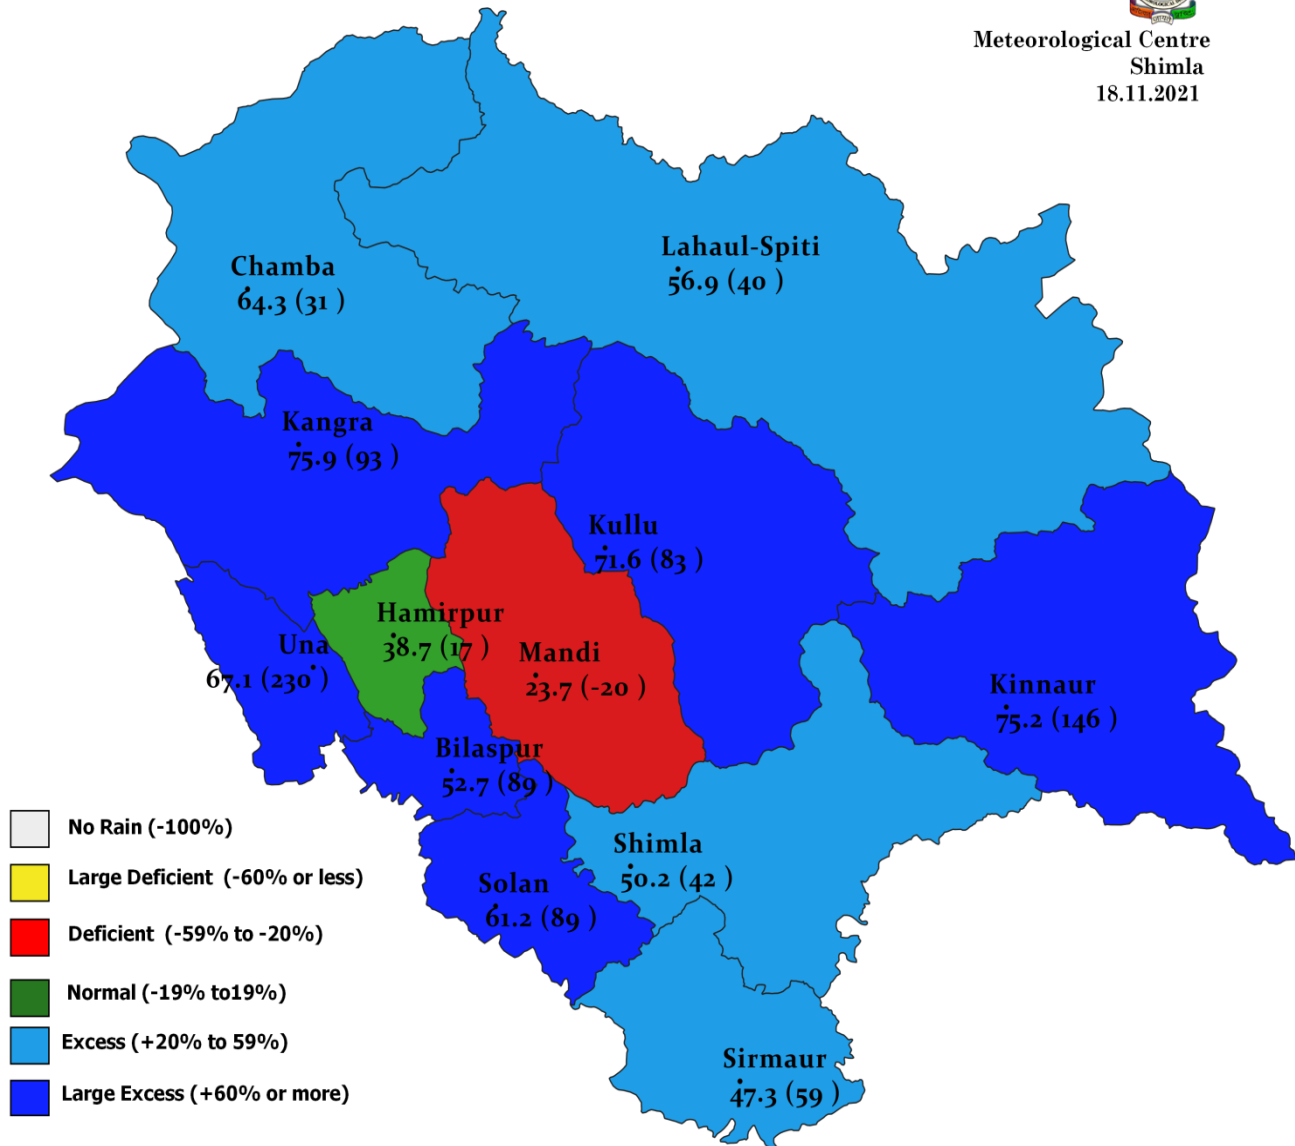 Meteorological Centre
Shimla
18.11.2021
Lahaul-Spiti
56.9 (40 )
Chamba
64.3 (31 )
Kangra
75.9 (93 )
Kullu
71.6 (83 )
Hamirpur
38.7 (17 )
Una
67.1 (230 )
Mandi
23.7 (-20 )
Kinnaur
75.2 (146 )
Bilaspur
52.7 (89 )
Shimla
50.2 (42 )
Solan
61.2 (89 )
Sirmaur
47.3 (59 )
No Rain (-100%)
Large Deficient (-60% or less)
Deficient (-59% to -20%)
Normal (-19% to19%)
Excess (+20% to 59%)
Large Excess (+60% or more)